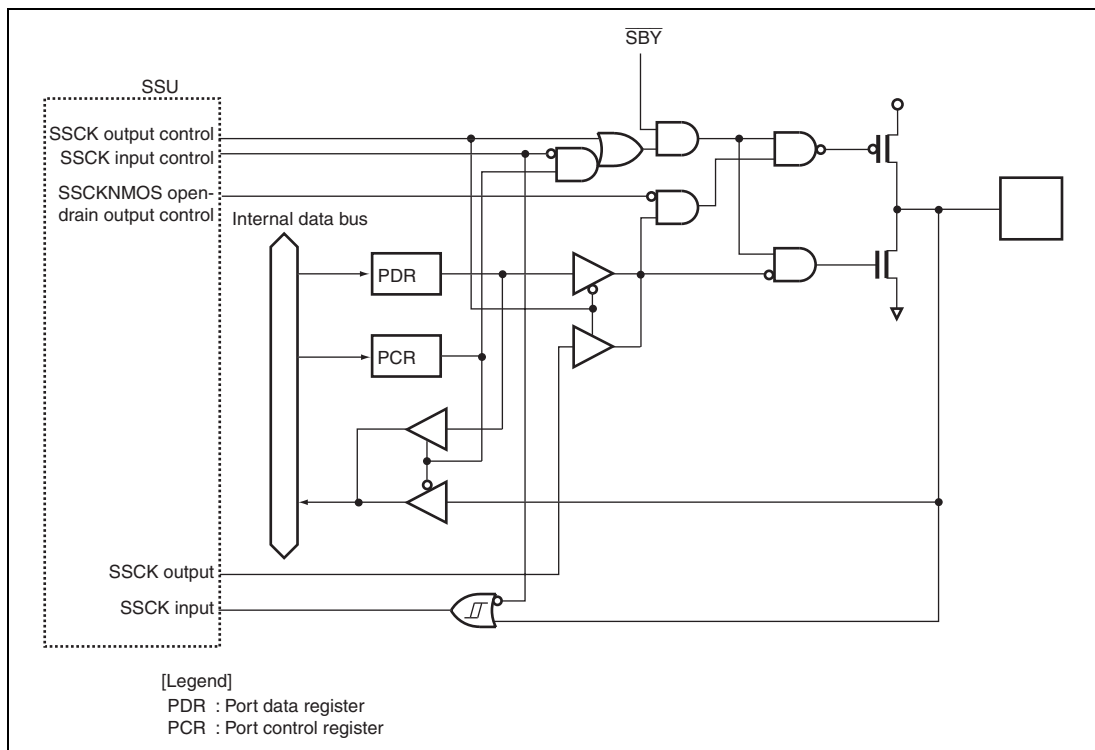 SBY
SSU
SSCK output control
SSCK input control
SSCKNMOS open-
drain output control
Internal data bus
PDR
PCR
SSCK output
SSCK input
[Legend]
PDR : Port data register
PCR : Port control register